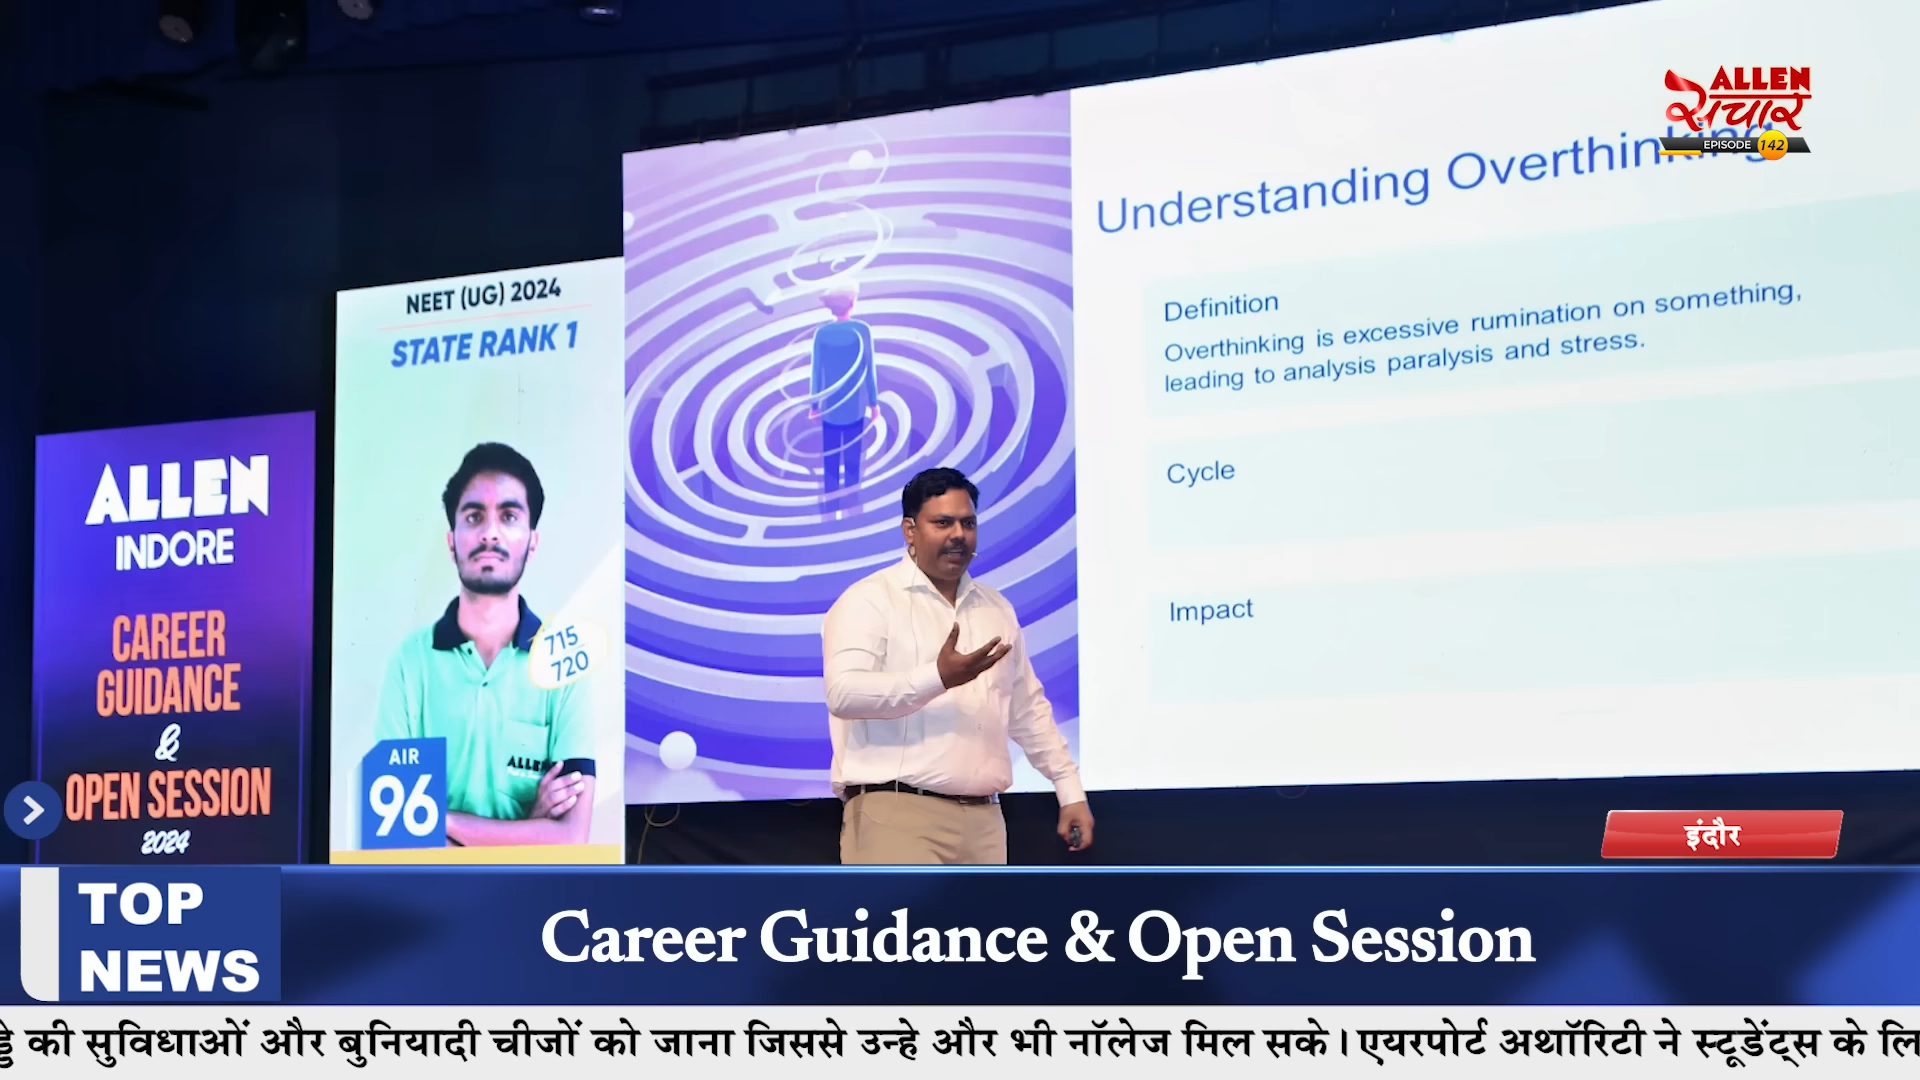 ALLEN
संचार
EPISODE 142
Understanding Overthinking
Definition
Overthinking is excessive rumination on something,
leading to analysis paralysis and stress.
Cycle
Impact
NEET (UG) 2024
STATE RANK 1
715
720
ALLEN
AIR
96
ALLEN
INDORE
CAREER
GUIDANCE
&
OPEN SESSION
2024
इंदौर
TOP
NEWS
Career Guidance & Open Session
की सुविधाओं और बुनियादी चीजों को जाना जिससे उन्हे और भी नॉलेज मिल सके। एयरपोर्ट अथॉरिटी ने स्टूडेंट्स के